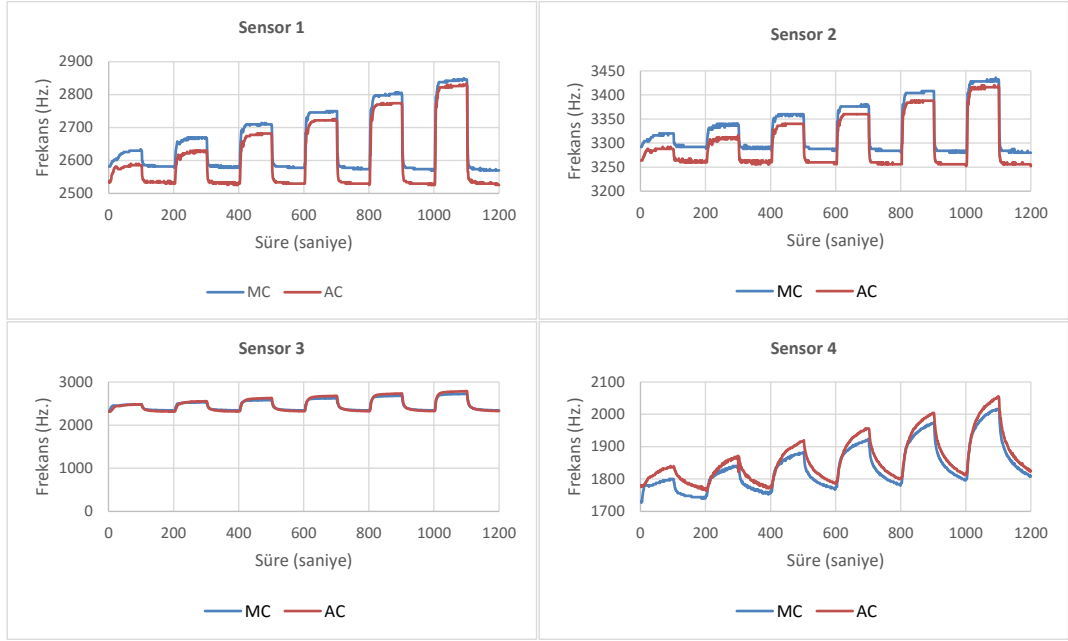 Sensor 1
Frekans (Hz.)
2900
2800
2700
2600
2500
0 200 400 600 800 1000 1200
Süre (saniye)
MC AC
Sensor 2
Frekans (Hz.)
3450
3400
3350
3300
3250
3200
0 200 400 600 800 1000 1200
Süre (saniye)
MC AC
Sensor 3
Frekans (Hz.)
3000
2000
1000
0
0 200 400 600 800 1000 1200
Süre (saniye)
MC AC
Sensor 4
Frekans (Hz.)
2100
2000
1900
1800
1700
0 200 400 600 800 1000 1200
Süre (saniye)
MC AC